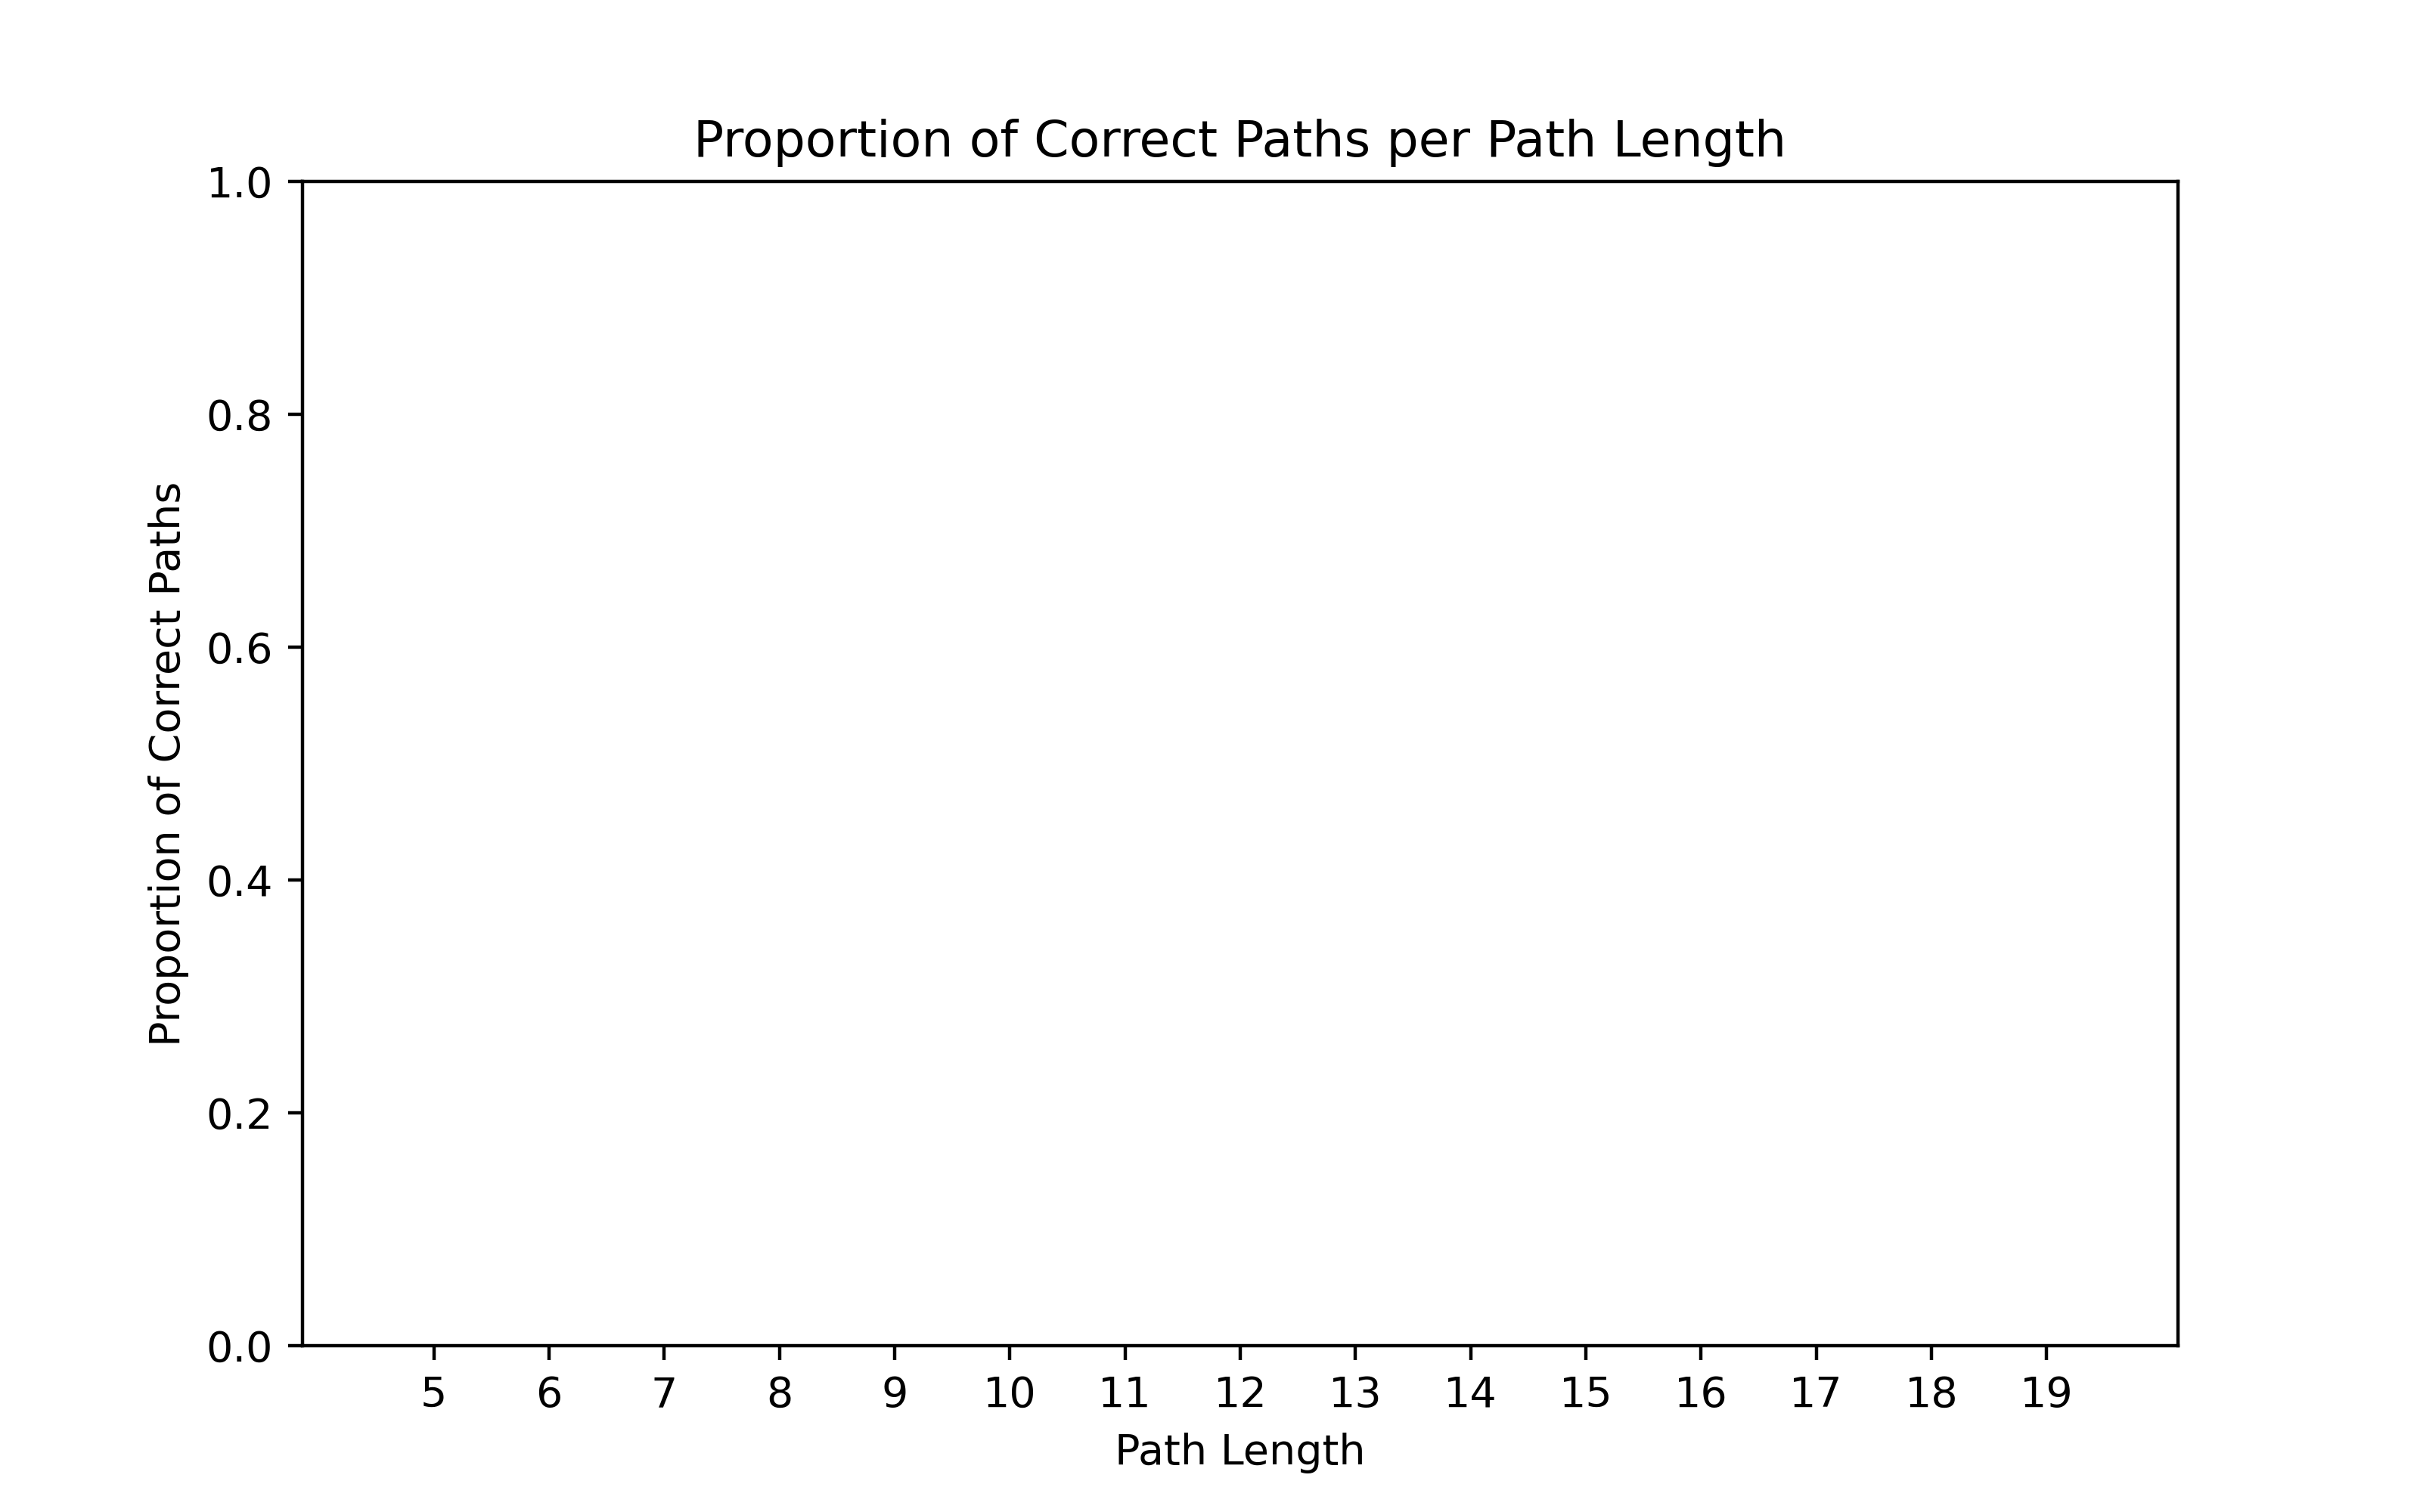 Proportion of Correct Paths per Path Length
Proportion of Correct Paths
1.0
0.8
0.6
0.4
0.2
0.0
5 6 7 8 9 10 11 12 13 14 15 16 17 18 19
Path Length